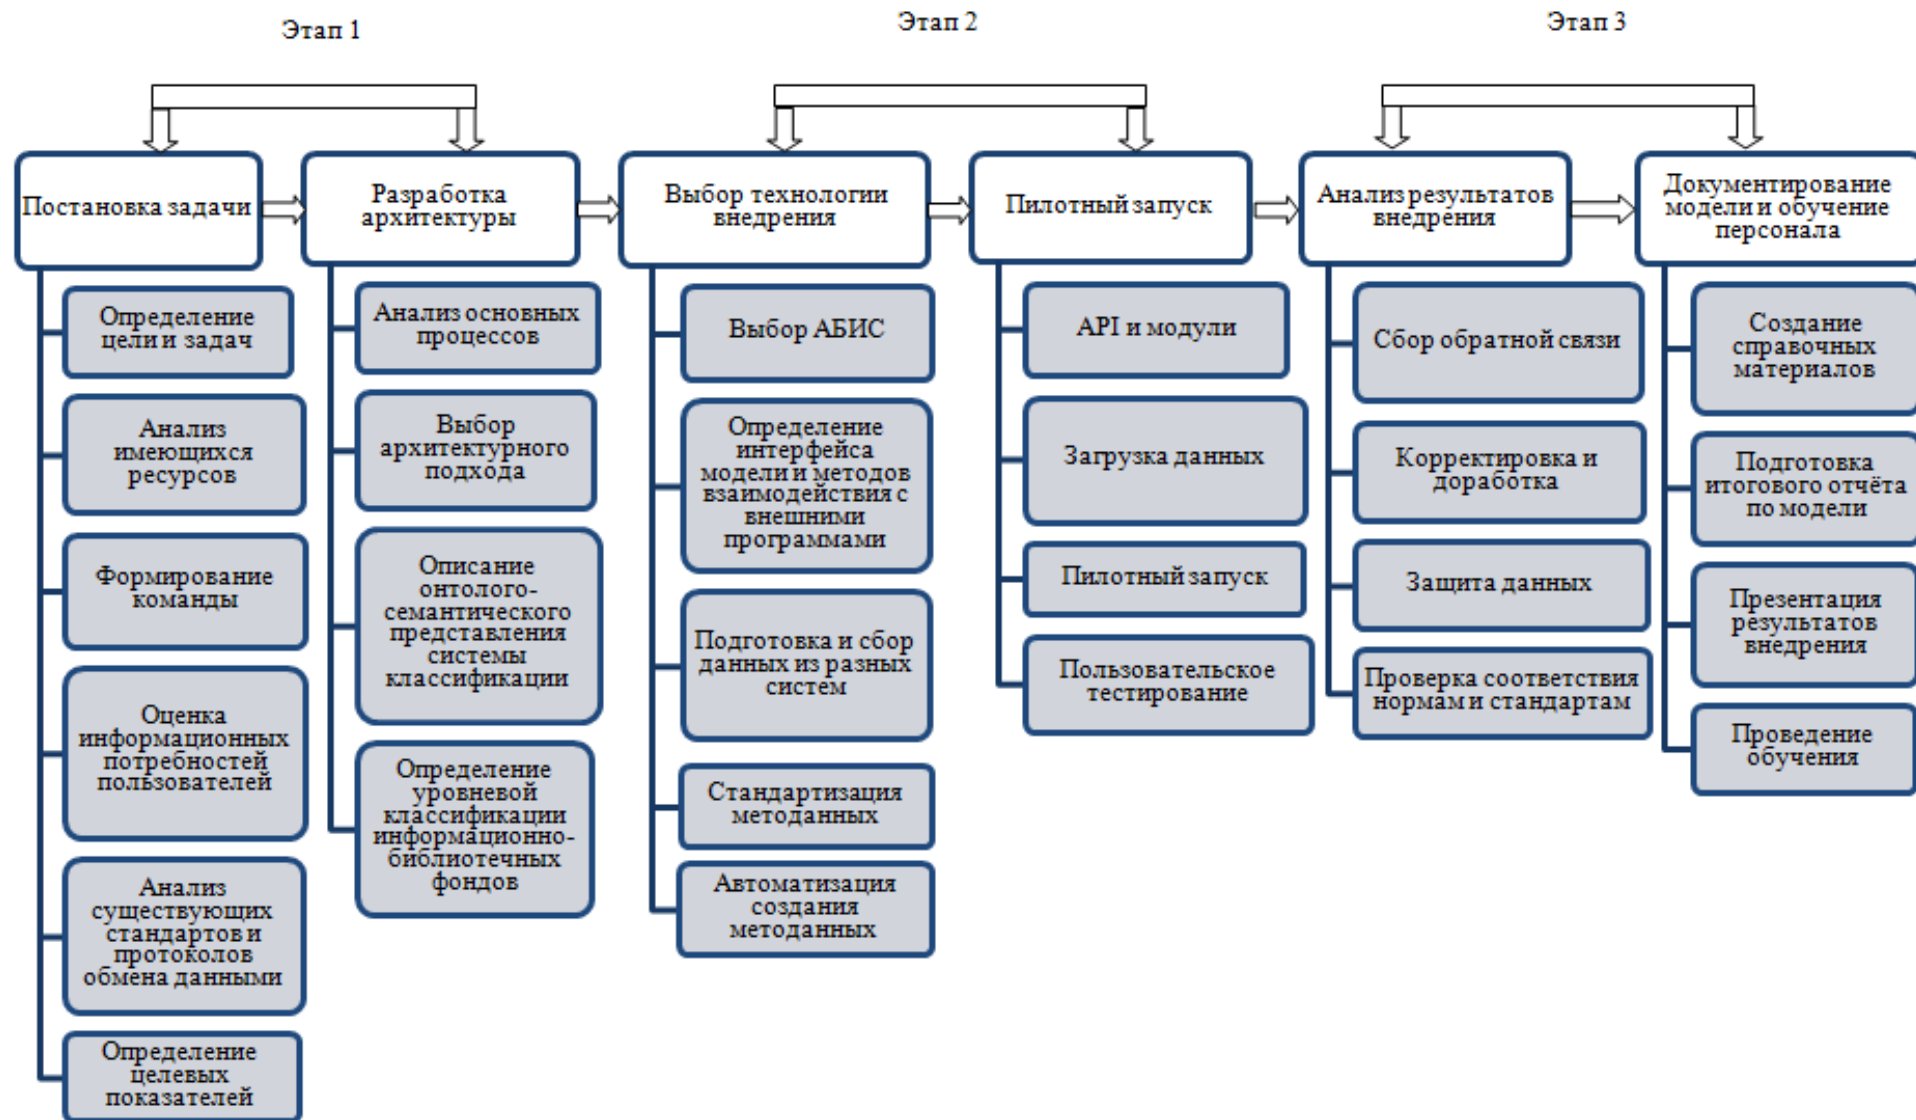 Этап 1
Этап 2
Этап 3
Постановка задачи
Разработка
архитектуры
Выбор технологии
внедрения
Пилотный запуск
Анализ результатов
внедрения
Документирование
модели и обучение
персонала
Определение
цели и задач
Анализ
имеющихся
ресурсов
Формирование
команды
Оценка
информационных
потребностей
пользователей
Анализ
существующих
стандартов и
протоколов
обмена данными
Определение
целевых
показателей
Анализ основных
процессов
Выбор
архитектурного
подхода
Описание
онтолого-
семантического
представления
системы
классификации
Определение
уровневой
классификации
информационно-
библиотечных
фондов
Выбор АБИС
Определение
интерфейса
модели и методов
взаимодействия с
внешними
программами
Подготовка и сбор
данных из разных
систем
Стандартизация
методанных
Автоматизация
создания
методанных
API и модули
Загрузка данных
Пилотный запуск
Пользовательское
тестирование
Сбор обратной связи
Корректировка и
доработка
Защита данных
Проверка соответствия
нормам и стандартам
Создание
справочных
материалов
Подготовка
итогового отчёта
по модели
Презентация
результатов
внедрения
Проведение
обучения